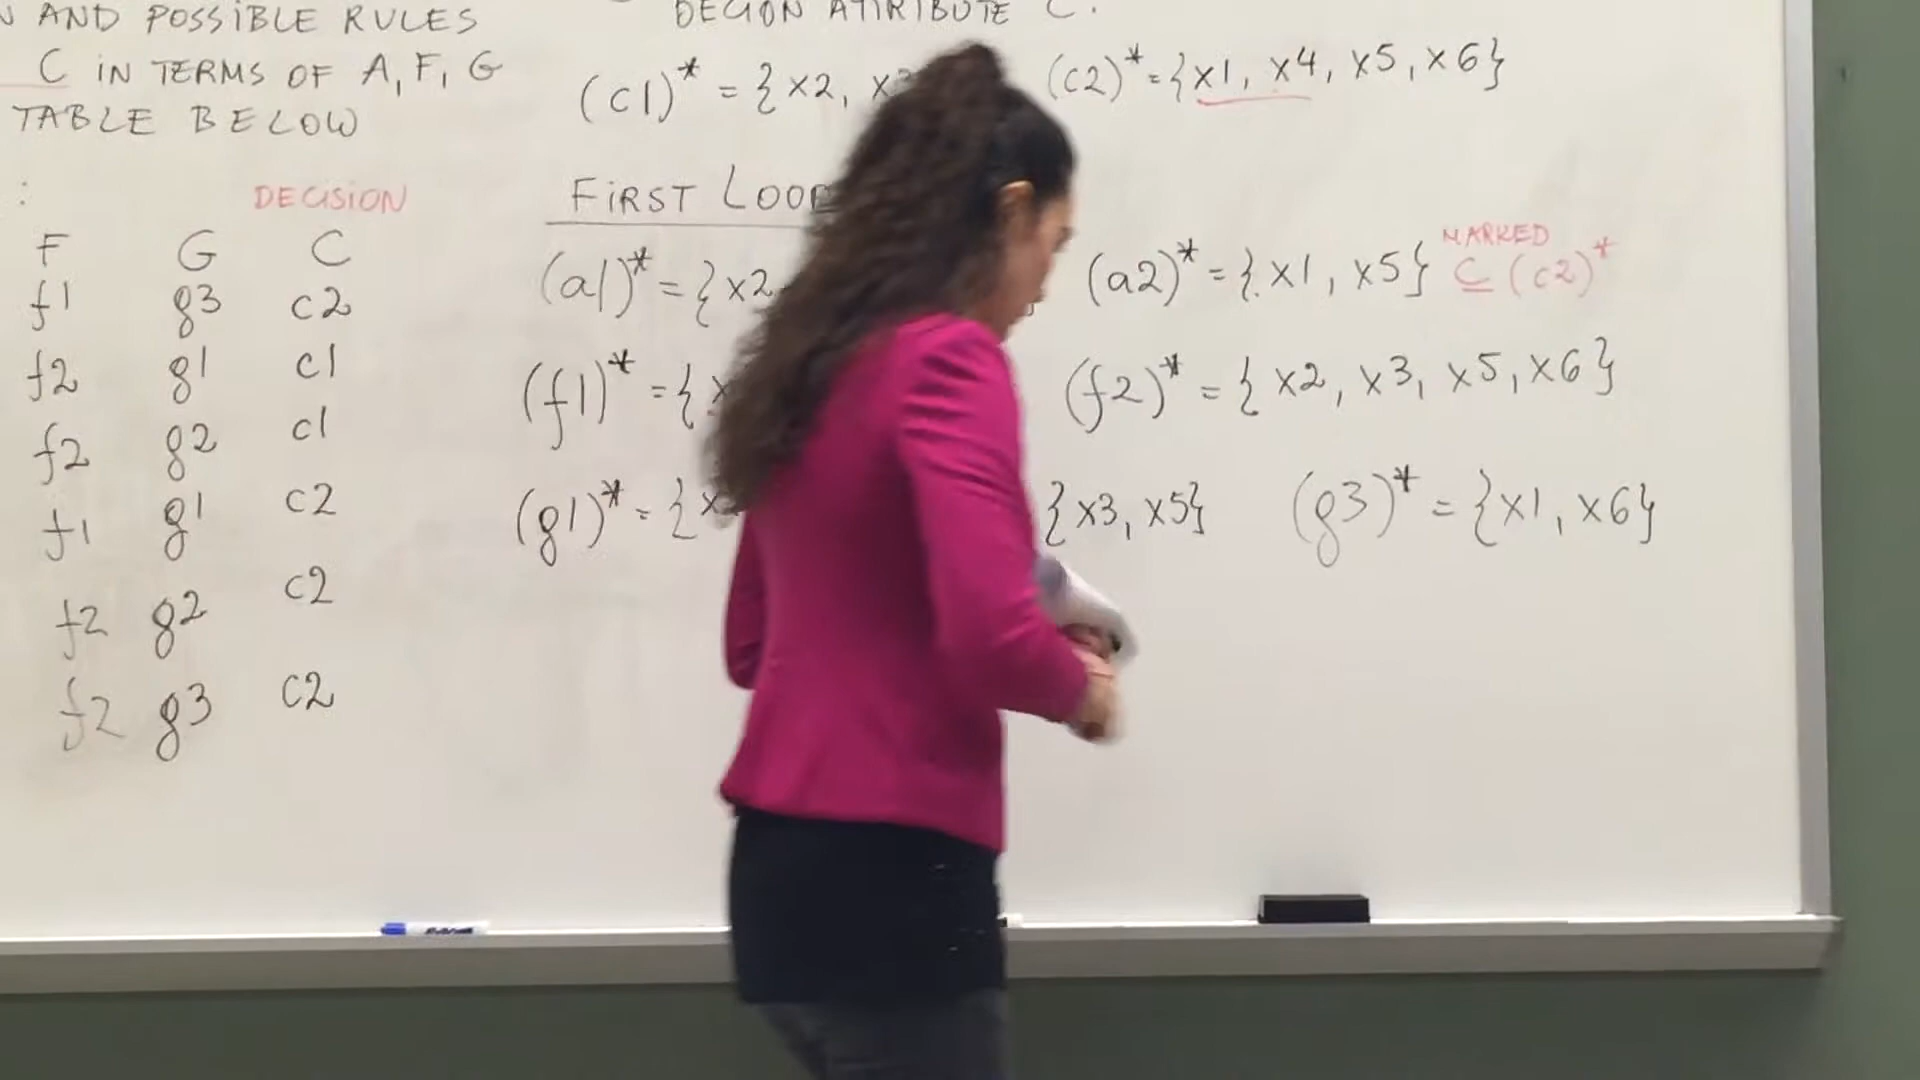 AND POSSIBLE RULES
C IN TERMS OF A, F, G
TABLE BELOW
: DECISION
F G C
f1 g3 c2
f2 g1 c1
f2 g2 c1
f1 g1 c2
f2 g2 c2
f2 g3 c2
DECIION ATTRIBUTE C.
(c1)* = {x2, (c2)* = {x1, x4, x5, x6}
FIRST
(a1)* = {x2 (a2)* = {x1, x5} MARKED ⊆ (c2)*
(f1)* = { (f2)* = {x2, x3, x5, x6}
(g1)* = { {x3, x5} (g3)* = {x1, x6}